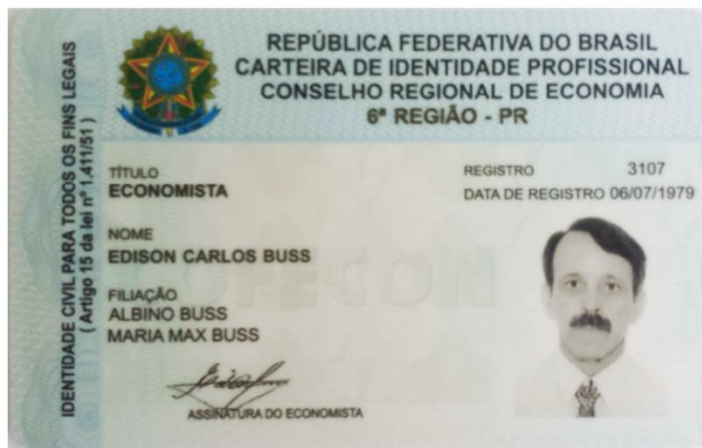 REPÚBLICA FEDERATIVA DO BRASIL
CARTEIRA DE IDENTIDADE PROFISSIONAL
CONSELHO REGIONAL DE ECONOMIA
6ª REGIÃO - PR
IDENTIDADE CIVIL PARA TODOS OS FINS LEGAIS
( Artigo 15 da lei nº 1.411/51 )
TÍTULO
ECONOMISTA
REGISTRO 3107
DATA DE REGISTRO 06/07/1979
NOME
EDISON CARLOS BUSS
FILIAÇÃO
ALBINO BUSS
MARIA MAX BUSS
ASSINATURA DO ECONOMISTA